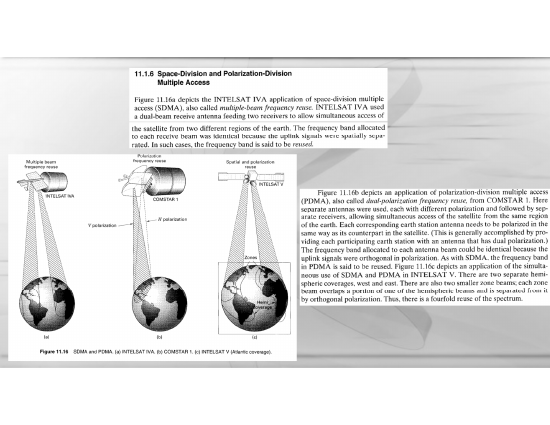 11.1.6 Space-Division and Polarization-Division
Multiple Access
Figure 11.16a depicts the INTELSAT IVA application of space-division multiple
access (SDMA), also called multiple-beam frequency reuse. INTELSAT IVA used
a dual-beam receive antenna feeding two receivers to allow simultaneous access of
the satellite from two different regions of the earth. The frequency band allocated
to each receive beam was identical because the uplink signals were spatially sepa-
rated. In such cases, the frequency band is said to be reused.
Multiple beam
frequency reuse
INTELSAT IVA
Polarization
frequency reuse
COMSTAR 1
X polarization
Y polarization
Spatial and polarization
reuse
INTELSAT V
Zones
Hemi
coverage
(a)
(b)
(c)
Figure 11.16 SDMA and PDMA. (a) INTELSAT IVA. (b) COMSTAR 1. (c) INTELSAT V (Atlantic coverage).
Figure 11.16b depicts an application of polarization-division multiple access
(PDMA), also called dual-polarization frequency reuse, from COMSTAR 1. Here
separate antennas were used, each with different polarization and followed by sep-
arate receivers, allowing simultaneous access of the satellite from the same region
of the earth. Each corresponding earth station antenna needs to be polarized in the
same way as its counterpart in the satellite. (This is generally accomplished by pro-
viding each participating earth station with an antenna that has dual polarization.)
The frequency band allocated to each antenna beam could be identical because the
uplink signals were orthogonal in polarization. As with SDMA, the frequency band
in PDMA is said to be reused. Figure 11.16c depicts an application of the simulta-
neous use of SDMA and PDMA in INTELSAT V. There are two separate hemi-
spheric coverages, west and east. There are also two smaller zone beams; each zone
beam overlaps a portion of one of the hemispheric beams and is separated from it
by orthogonal polarization. Thus, there is a fourfold reuse of the spectrum.